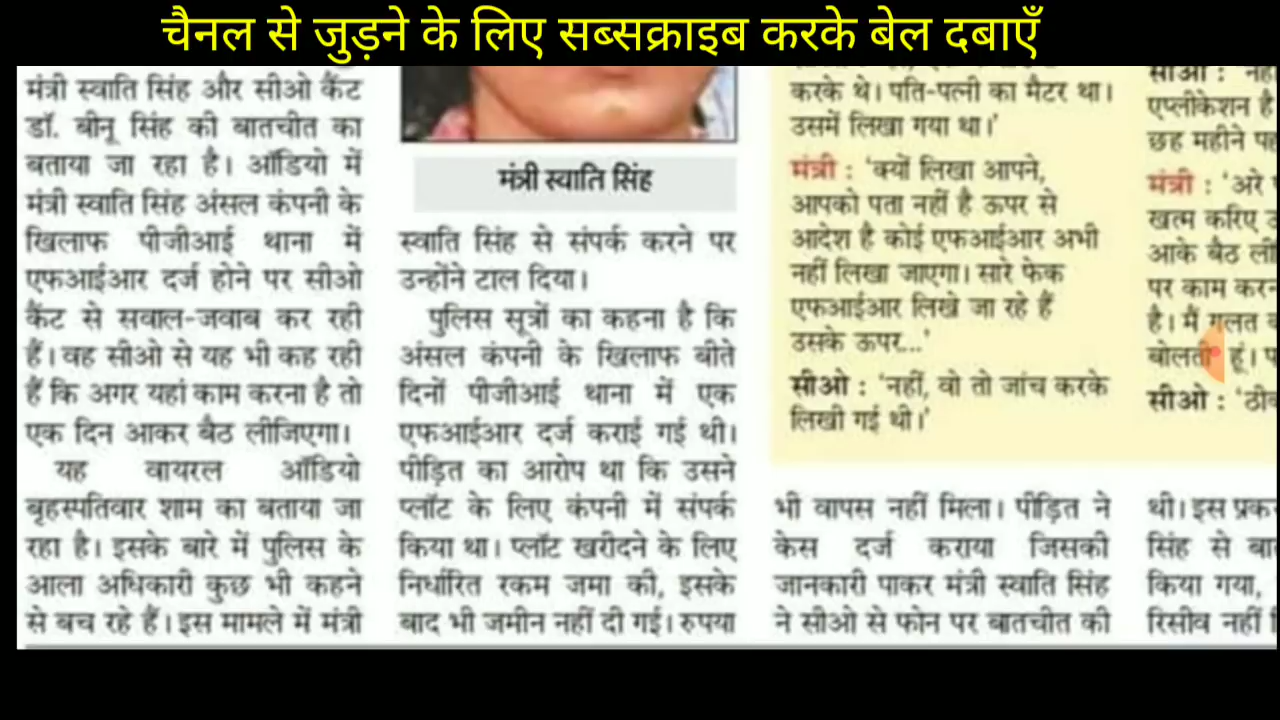 चैनल से जुड़ने के लिए सब्सक्राइब करके बेल दबाएँ
मंत्री स्वाति सिंह और सीओ कैंट
डॉ. बीनू सिंह की बातचीत का
बताया जा रहा है। ऑडियो में
मंत्री स्वाति सिंह अंसल कंपनी के
खिलाफ पीजीआई थाना में
एफआईआर दर्ज होने पर सीओ
कैंट से सवाल-जवाब कर रही
हैं। वह सीओ से यह भी कह रही
हैं कि अगर यहां काम करना है तो
एक दिन आकर बैठ लीजिएगा।
यह वायरल ऑडियो
बृहस्पतिवार शाम का बताया जा
रहा है। इसके बारे में पुलिस के
आला अधिकारी कुछ भी कहने
से बच रहे हैं। इस मामले में मंत्री
मंत्री स्वाति सिंह
स्वाति सिंह से संपर्क करने पर
उन्होंने टाल दिया।
पुलिस सूत्रों का कहना है कि
अंसल कंपनी के खिलाफ बीते
दिनों पीजीआई थाना में एक
एफआईआर दर्ज कराई गई थी।
पीड़ित का आरोप था कि उसने
प्लॉट के लिए कंपनी में संपर्क
किया था। प्लॉट खरीदने के लिए
निर्धारित रकम जमा की, इसके
बाद भी जमीन नहीं दी गई। रुपया
करके थे। पति-पत्नी का मैटर था।
उसमें लिखा गया था।’
मंत्री : ‘क्यों लिखा आपने,
आपको पता नहीं है ऊपर से
आदेश है कोई एफआईआर अभी
नहीं लिखा जाएगा। सारे फेक
एफआईआर लिखे जा रहे हैं
उसके ऊपर...’
सीओ : ‘नहीं, वो तो जांच करके
लिखी गई थी।’
भी वापस नहीं मिला। पीड़ित ने
केस दर्ज कराया जिसकी
जानकारी पाकर मंत्री स्वाति सिंह
ने सीओ से फोन पर बातचीत की
सीओ :
एप्लीकेशन है
छह महीने
मंत्री : ‘अरे
खत्म करिए
आके बैठ
पर काम
है। मैं गलत
बोलती हूं।
सीओ :
थी। इस
सिंह से
किया गया,
रिसीव नहीं